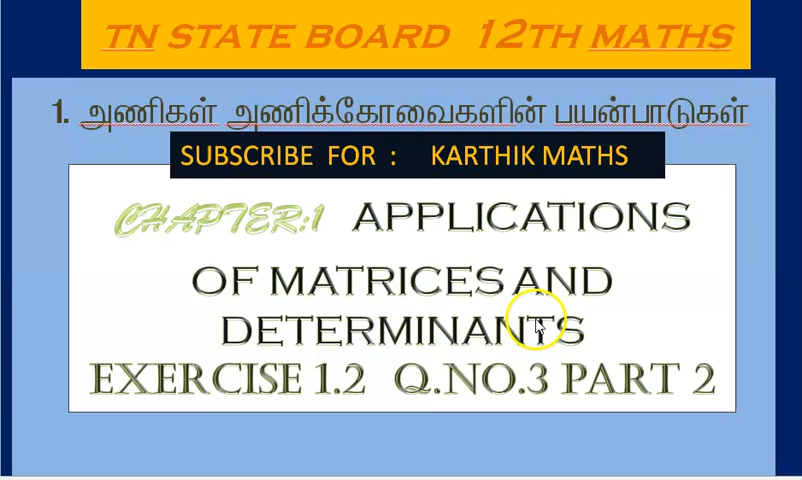 TN STATE BOARD 12TH MATHS
1. அணிகள் அணிக்கோவைகளின் பயன்பாடுகள்
SUBSCRIBE FOR : KARTHIK MATHS
CHAPTER:1 APPLICATIONS
OF MATRICES AND
DETERMINANTS
EXERCISE 1.2 Q.NO.3 PART 2